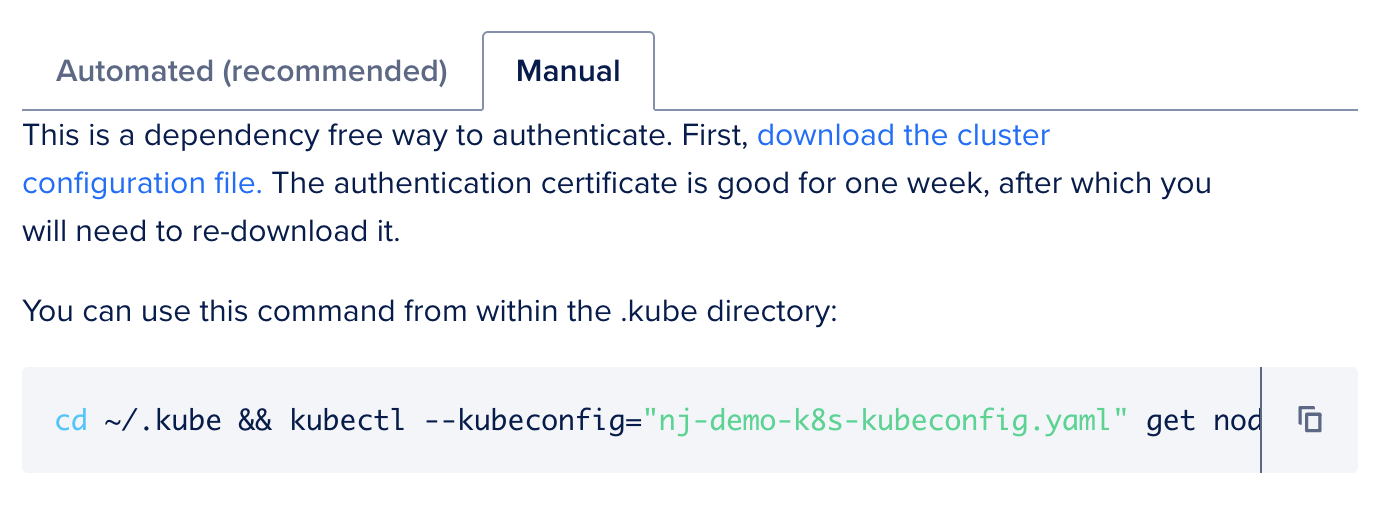 Automated (recommended) Manual
This is a dependency free way to authenticate. First, download the cluster
configuration file. The authentication certificate is good for one week, after which you
will need to re-download it.
You can use this command from within the .kube directory:
cd ~/.kube && kubectl --kubeconfig="nj-demo-k8s-kubeconfig.yaml" get nod